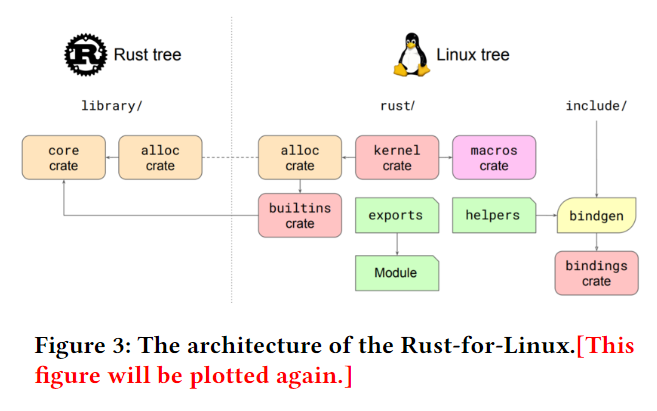 Rust tree
Linux tree
library/
rust/
include/
core
crate
alloc
crate
alloc
crate
kernel
crate
macros
crate
builtins
crate
exports
helpers
bindgen
Module
bindings
crate
Figure 3: The architecture of the Rust-for-Linux.[This
figure will be plotted again.]